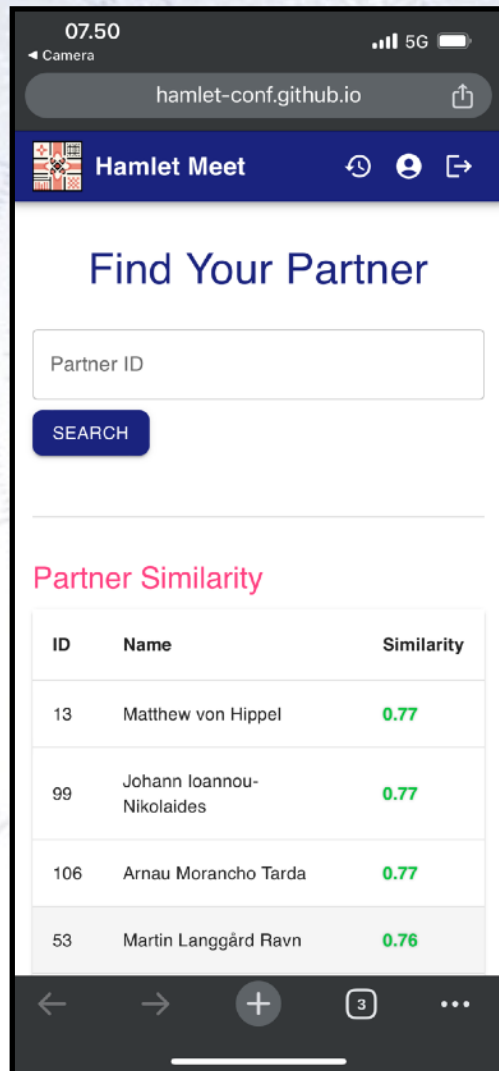 07.50
5G
◄ Camera
hamlet-conf.github.io
Hamlet Meet
Find Your Partner
Partner ID
SEARCH
Partner Similarity
ID Name Similarity
13 Matthew von Hippel 0.77
99 Johann Ioannou-
Nikolaides 0.77
106 Arnau Morancho Tarda 0.77
53 Martin Langgård Ravn 0.76
3